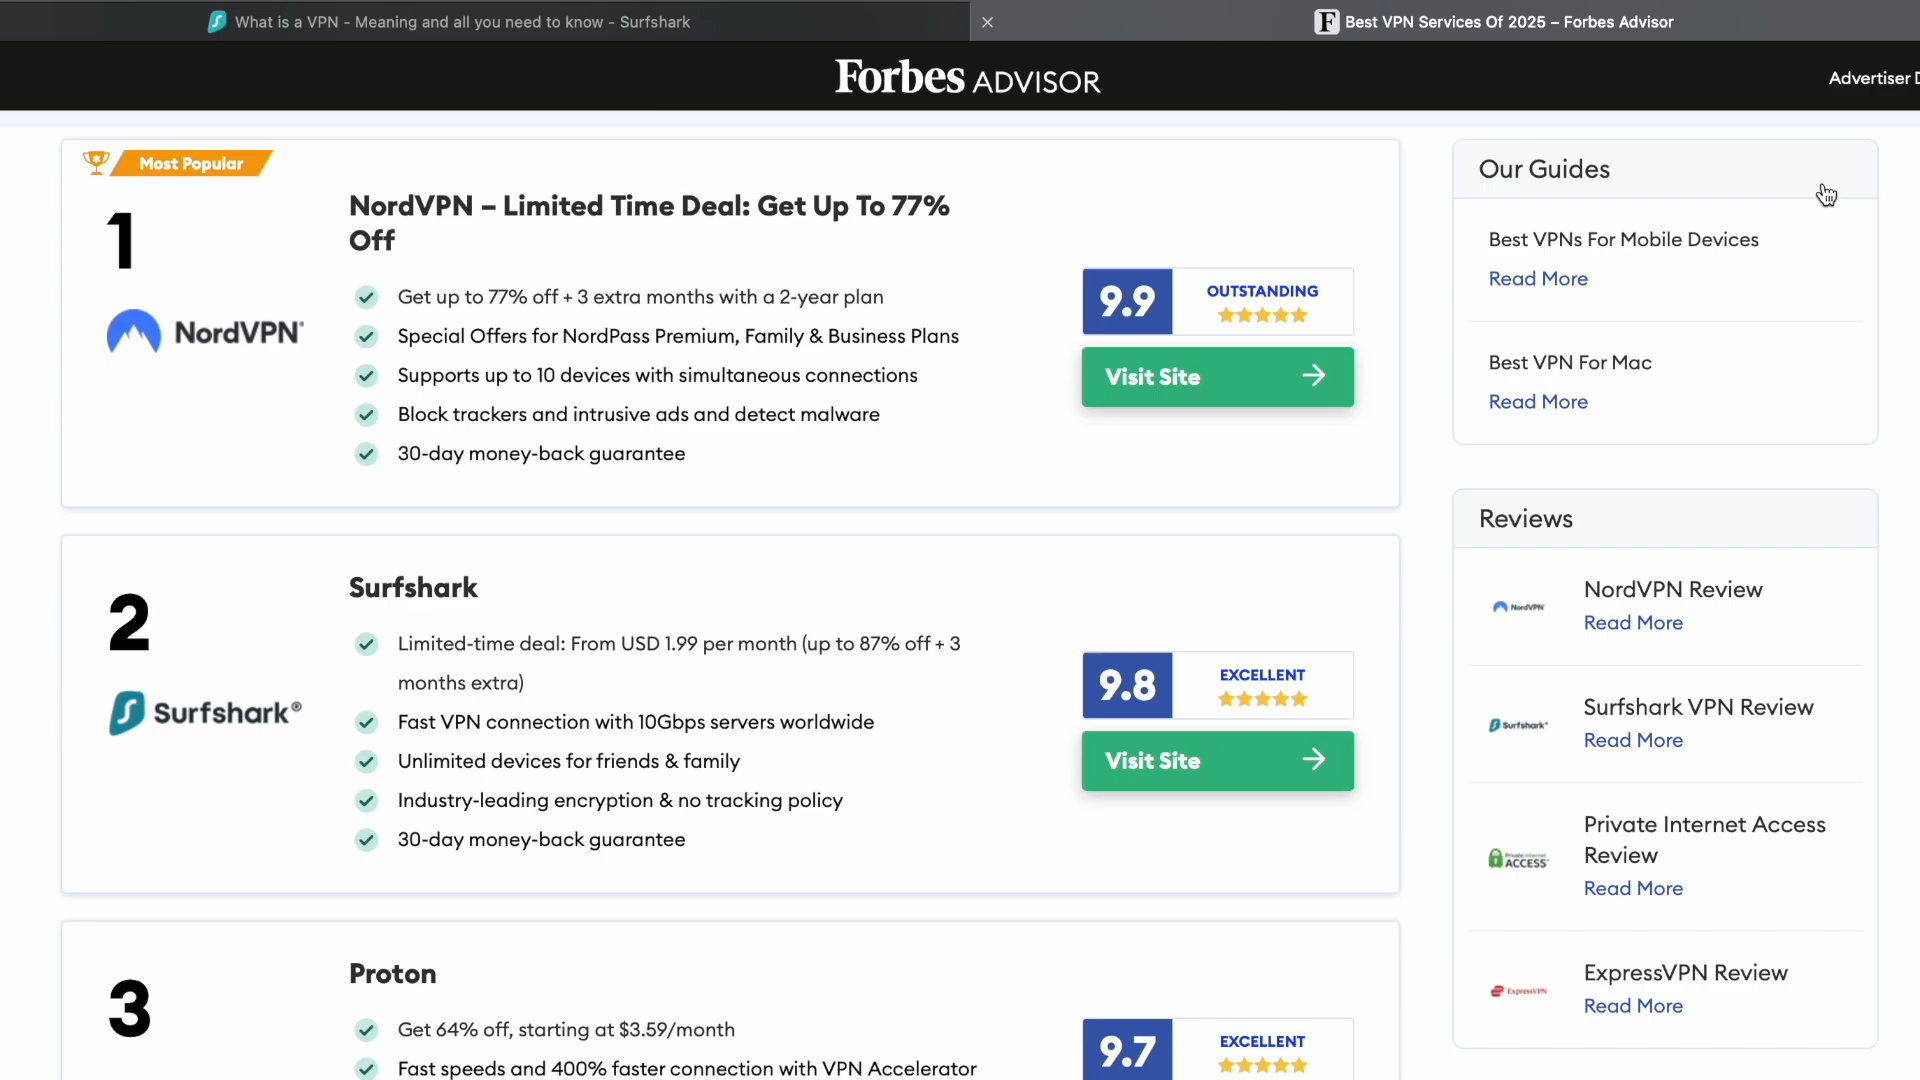 What is a VPN - Meaning and all you need to know - Surfshark
F Best VPN Services Of 2025 – Forbes Advisor
Forbes ADVISOR
Advertiser D
Most Popular
1
NordVPN®
NordVPN – Limited Time Deal: Get Up To 77%
Off
Get up to 77% off + 3 extra months with a 2-year plan
Special Offers for NordPass Premium, Family & Business Plans
Supports up to 10 devices with simultaneous connections
Block trackers and intrusive ads and detect malware
30-day money-back guarantee
9.9
OUTSTANDING
Visit Site
2
Surfshark®
Surfshark
Limited-time deal: From USD 1.99 per month (up to 87% off + 3
months extra)
Fast VPN connection with 10Gbps servers worldwide
Unlimited devices for friends & family
Industry-leading encryption & no tracking policy
30-day money-back guarantee
9.8
EXCELLENT
Visit Site
3
Proton
Get 64% off, starting at $3.59/month
Fast speeds and 400% faster connection with VPN Accelerator
9.7
EXCELLENT
Our Guides
Best VPNs For Mobile Devices
Read More
Best VPN For Mac
Read More
Reviews
NordVPN
NordVPN Review
Read More
Surfshark
Surfshark VPN Review
Read More
Private Internet
ACCESS
Private Internet Access
Review
Read More
ExpressVPN
ExpressVPN Review
Read More